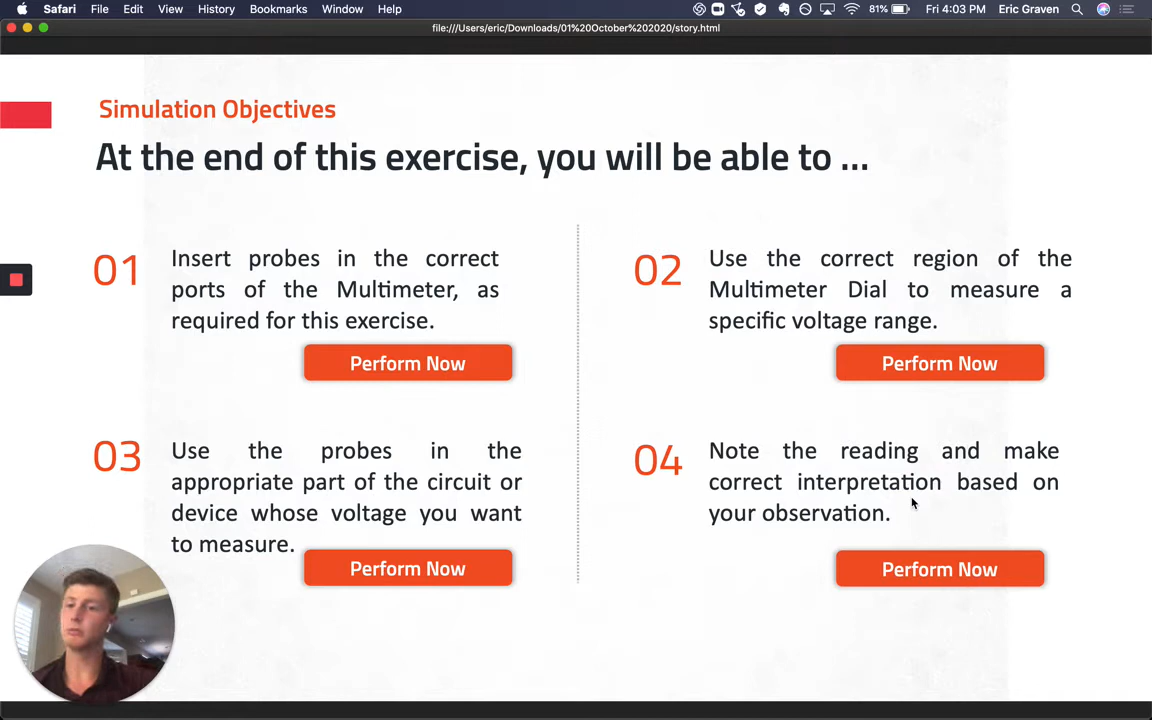 Safari File Edit View History Bookmarks Window Help 81% Fri 4:03 PM Eric Graven
file:///Users/eric/Downloads/01%20October%202020/story.html
Simulation Objectives
At the end of this exercise, you will be able to ...
01
Insert probes in the correct
ports of the Multimeter, as
required for this exercise.
Perform Now
02
Use the correct region of the
Multimeter Dial to measure a
specific voltage range.
Perform Now
03
Use the probes in the
appropriate part of the circuit or
device whose voltage you want
to measure.
Perform Now
04
Note the reading and make
correct interpretation based on
your observation.
Perform Now